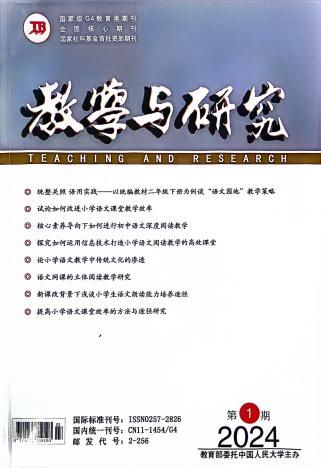 国家级G4教育类期刊
全国核心期刊
国家社科基金首批资助期刊
教学与研究
TEACHING AND RESEARCH
统整关照 语用实践——以统编教材二年级下册为例谈“语文园地”教学策略
试论如何改进小学语文课堂教学效率
核心素养导向下如何进行初中语文深度阅读教学
探究如何运用信息技术打造小学语文阅读教学的高效课堂
论小学语文教学中传统文化的渗透
语文网课的立体阅读教学研究
新课改背景下浅谈小学生语文朗读能力培养途径
提高小学语文课堂效率的方法与途径研究
国际标准刊号：ISSN0257-2826
国内统一刊号：CN11-1454/G4
邮发代号：2-256
第1期
2024
教育部委托中国人民大学主办